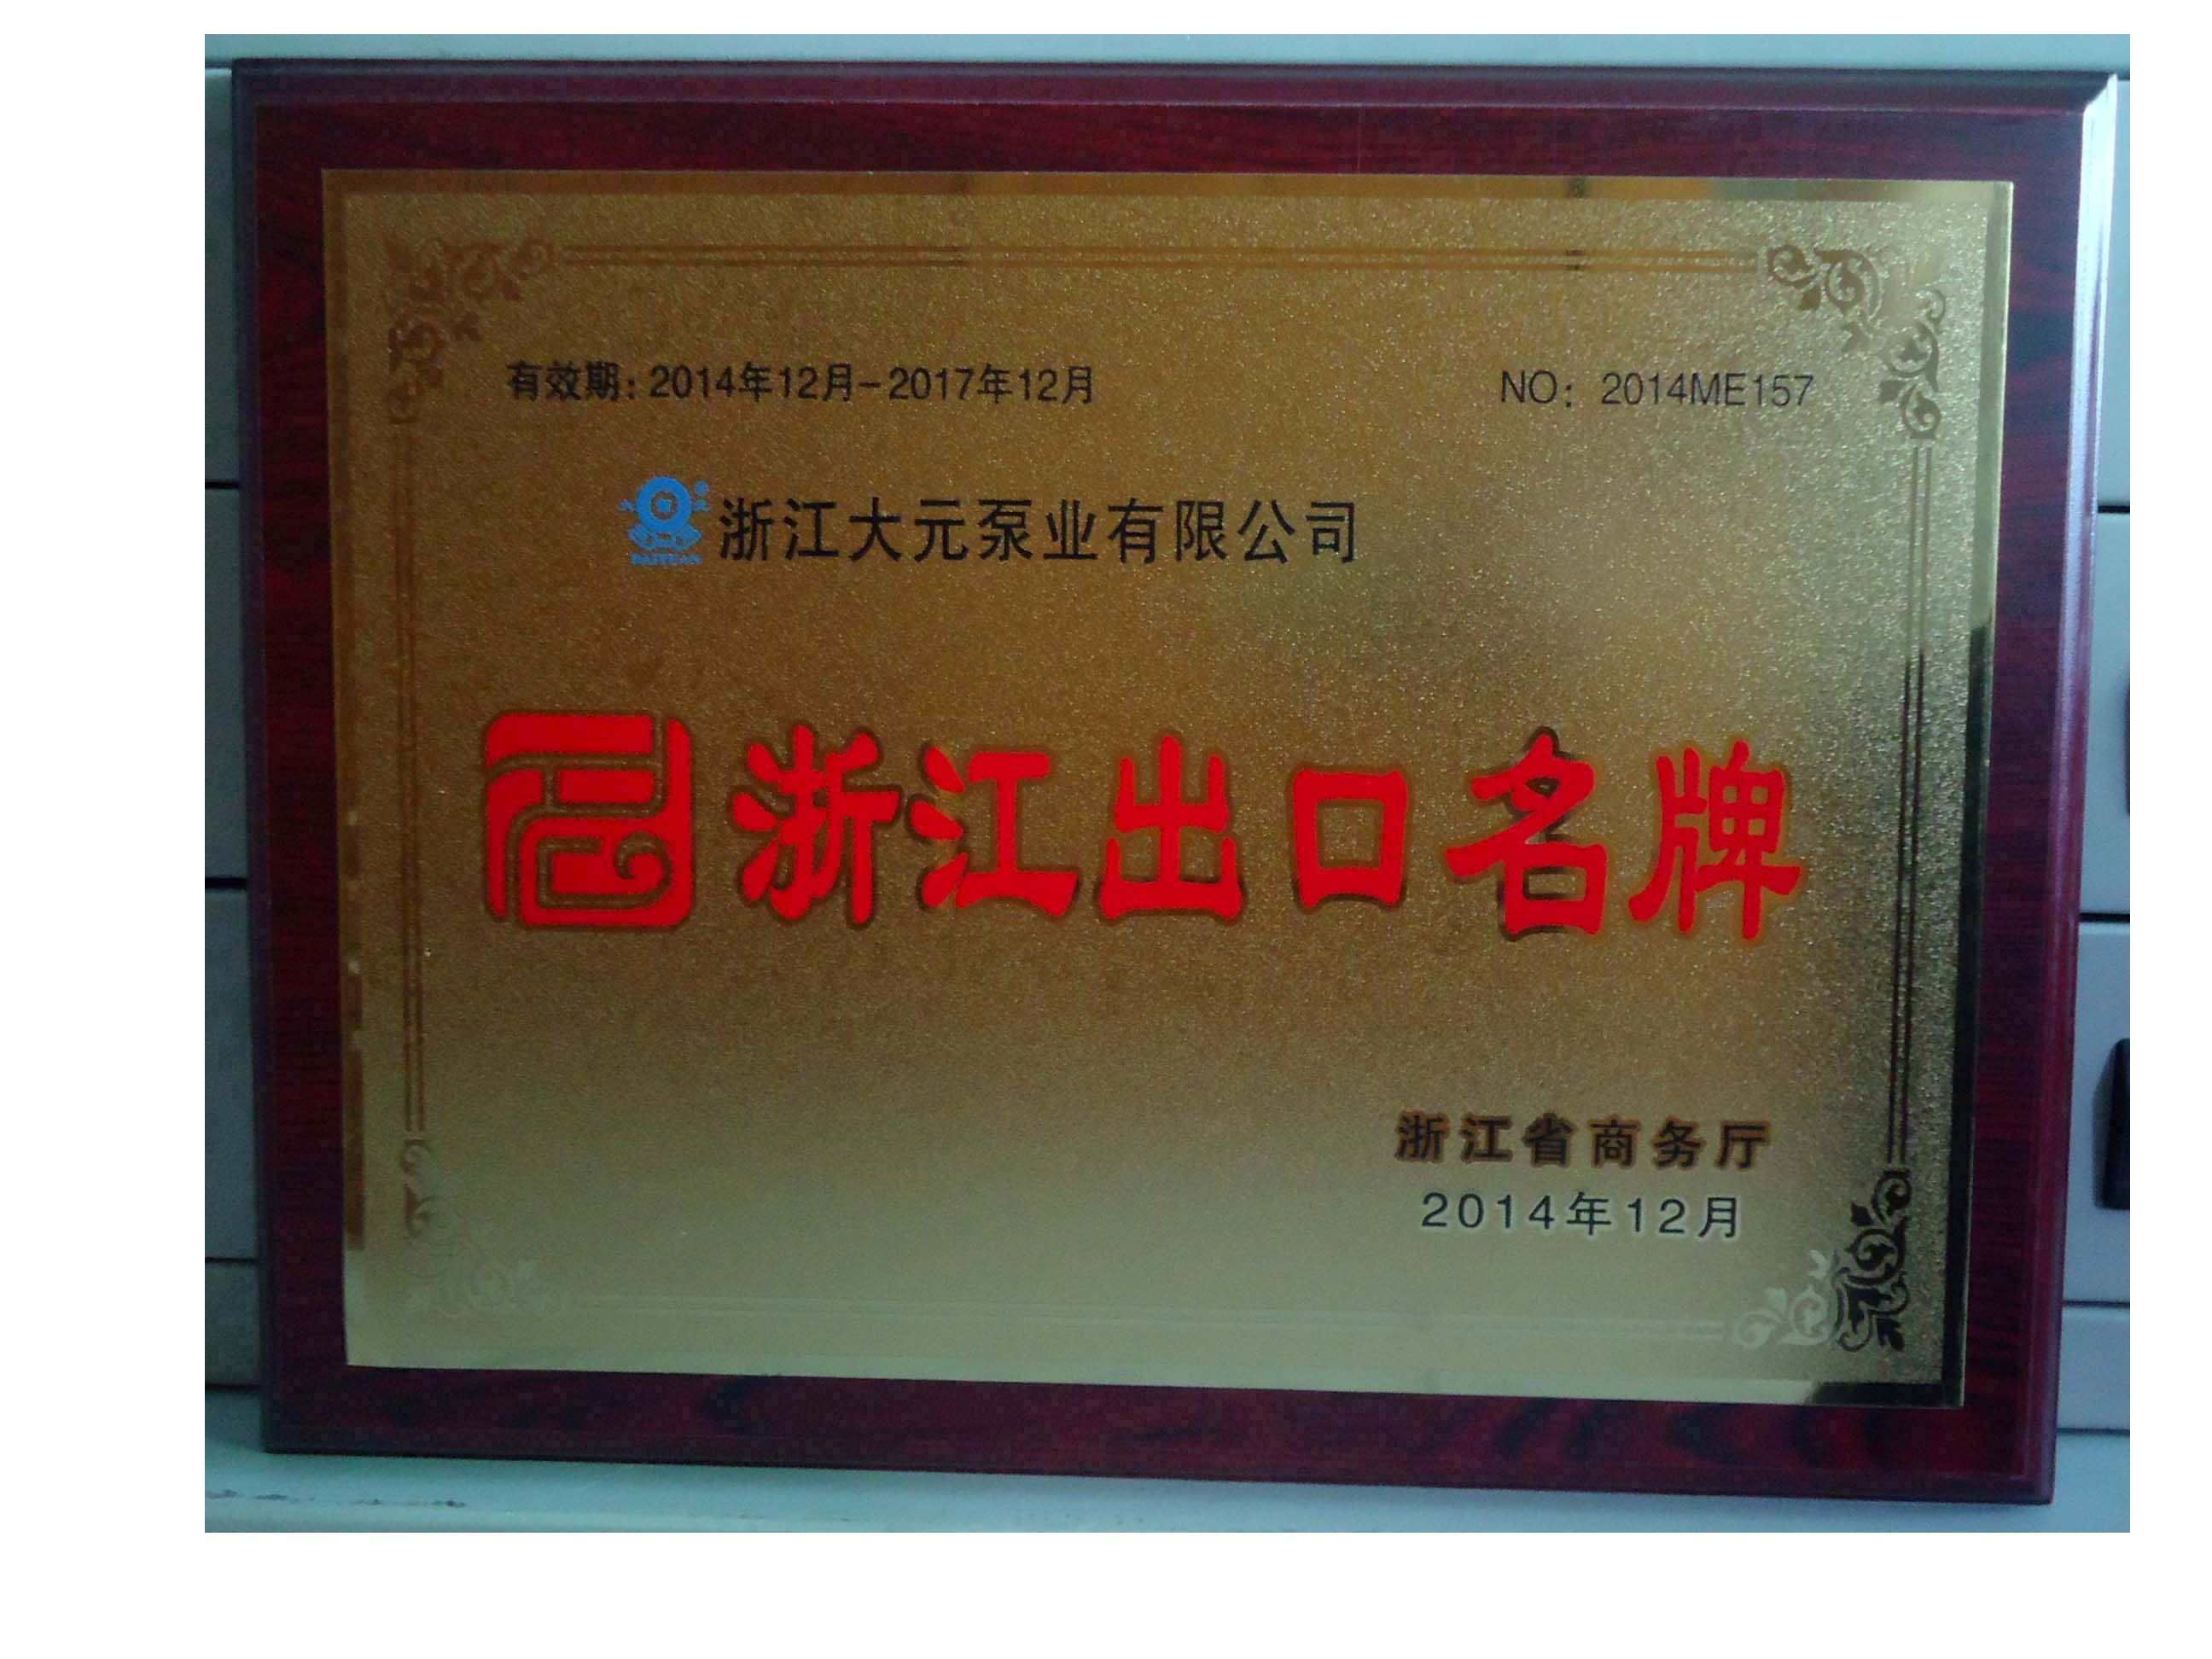 有效期: 2014年12月-2017年12月
NO: 2014ME157
浙江大元泵业有限公司
浙江出口名牌
浙江省商务厅
2014年12月